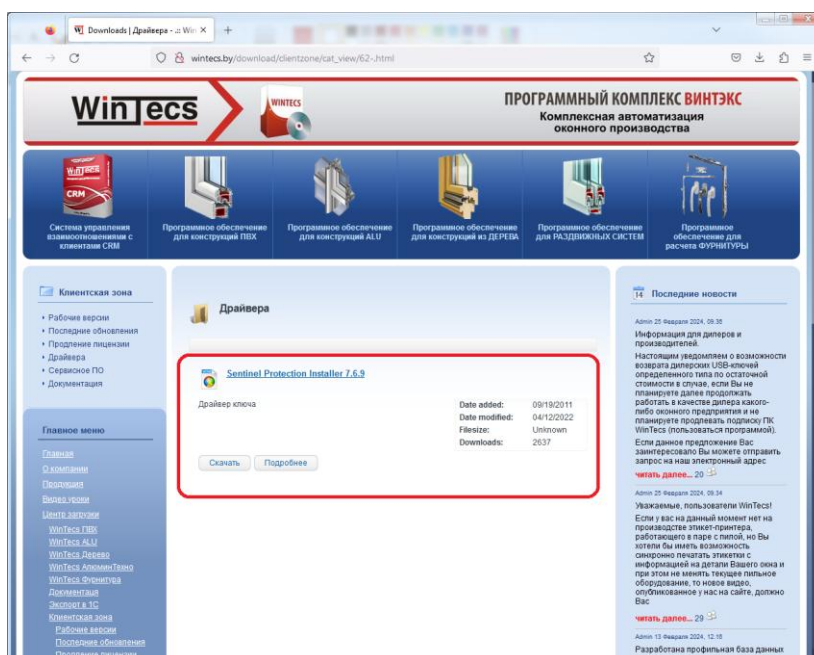 Downloads | Драйвера - .:: Win
wintecs.by/download/clientzone/cat_view/62-.html
WinTecs
WINTECS
ПРОГРАММНЫЙ КОМПЛЕКС ВИНТЭКС
Комплексная автоматизация
оконного производства
WinTecs
CRM
Система управления
взаимоотношениями с
клиентами CRM
Программное обеспечение
для конструкций ПВХ
Программное обеспечение
для конструкций ALU
Программное обеспечение
для конструкций из ДЕРЕВА
Программное обеспечение
для РАЗДВИЖНЫХ СИСТЕМ
Программное
обеспечение для
расчета ФУРНИТУРЫ
Клиентская зона
Рабочие версии
Последние обновления
Продление лицензии
Драйвера
Сервисное ПО
Документация
Главное меню
Главная
О компании
Продукция
Видео уроки
Центр загрузки
WinTecs ПВХ
WinTecs ALU
WinTecs Дерево
WinTecs АлюминТехно
WinTecs Фурнитура
Документация
Экспорт в 1С
Клиентская зона
Рабочие версии
Последние обновления
Продление лицензии
Драйвера
Sentinel Protection Installer 7.6.9
Драйвер ключа
Date added: 09/19/2011
Date modified: 04/12/2022
Filesize: Unknown
Downloads: 2637
Скачать Подробнее
14 Последние новости
Admin 25 Февраля 2024, 09:35
Информация для дилеров и
производителей.
Настоящим уведомляем о возможности
возврата дилерских USB-ключей
определенного типа по остаточной
стоимости в случае, если Вы не
планируете далее продолжать
работать в качестве дилера какого-
либо оконного предприятия и не
планируете продлевать подписку ПК
WinTecs (пользоваться программой).
Если данное предложение Вас
заинтересовало Вы можете отправить
запрос на наш электронный адрес
читать далее... 20
Admin 25 Февраля 2024, 09:34
Уважаемые, пользователи WinTecs!
Если у вас на данный момент нет на
производстве этикет-принтера,
работающего в паре с пилой, но Вы
хотели бы иметь возможность
синхронно печатать этикетки с
информацией на детали Вашего окна и
при этом не менять текущее пильное
оборудование, то новое видео,
опубликованное у нас на сайте, должно
Вас
читать далее... 29
Admin 13 Февраля 2024, 12:16
Разработана профильная база данных